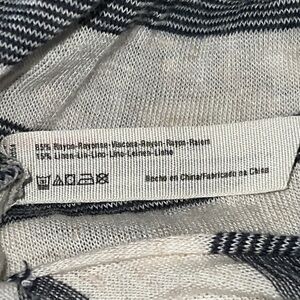 85% Rayon-Rayonne-Viscosa-Rayon-Rayon-Raiom
15% Linen-Lin-Lino-Lino-Leinen-Linho
Hecho en China/Fabricado na China